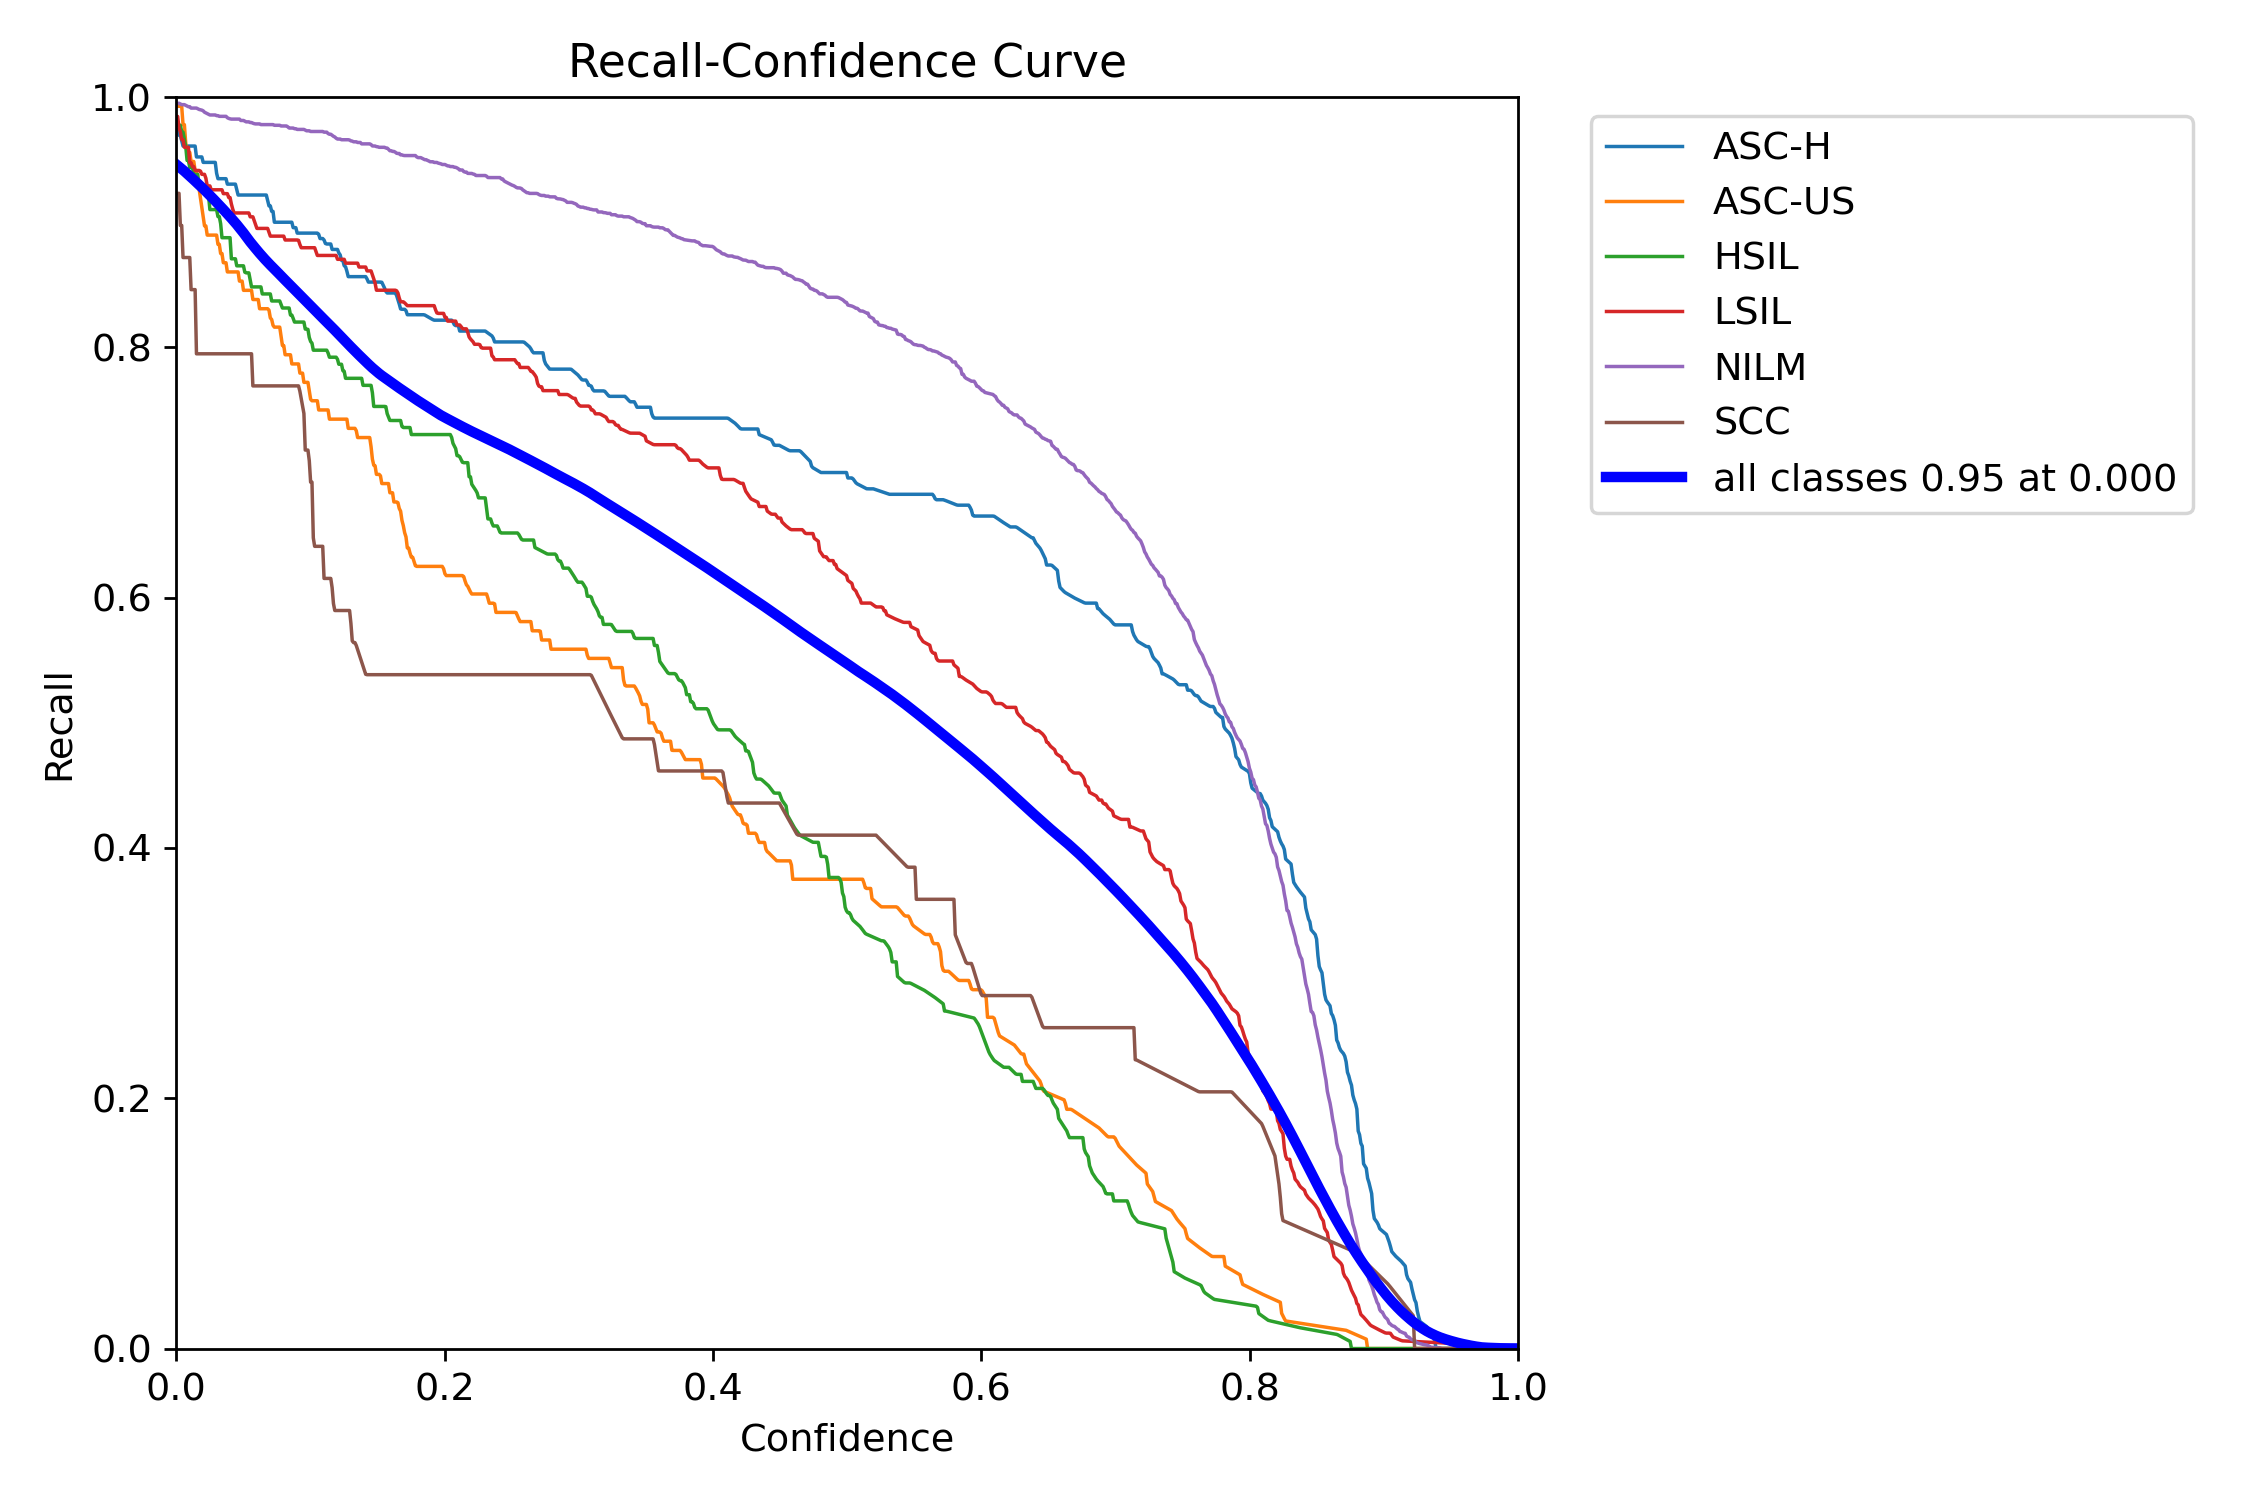 Recall-Confidence Curve
1.0
0.8
0.6
0.4
0.2
0.0
Recall
0.0 0.2 0.4 0.6 0.8 1.0
Confidence
ASC-H
ASC-US
HSIL
LSIL
NILM
SCC
all classes 0.95 at 0.000